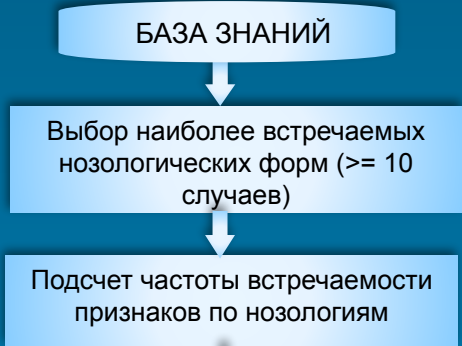 БАЗА ЗНАНИЙ
Выбор наиболее встречаемых
нозологических форм (>= 10
случаев)
Подсчет частоты встречаемости
признаков по нозологиям